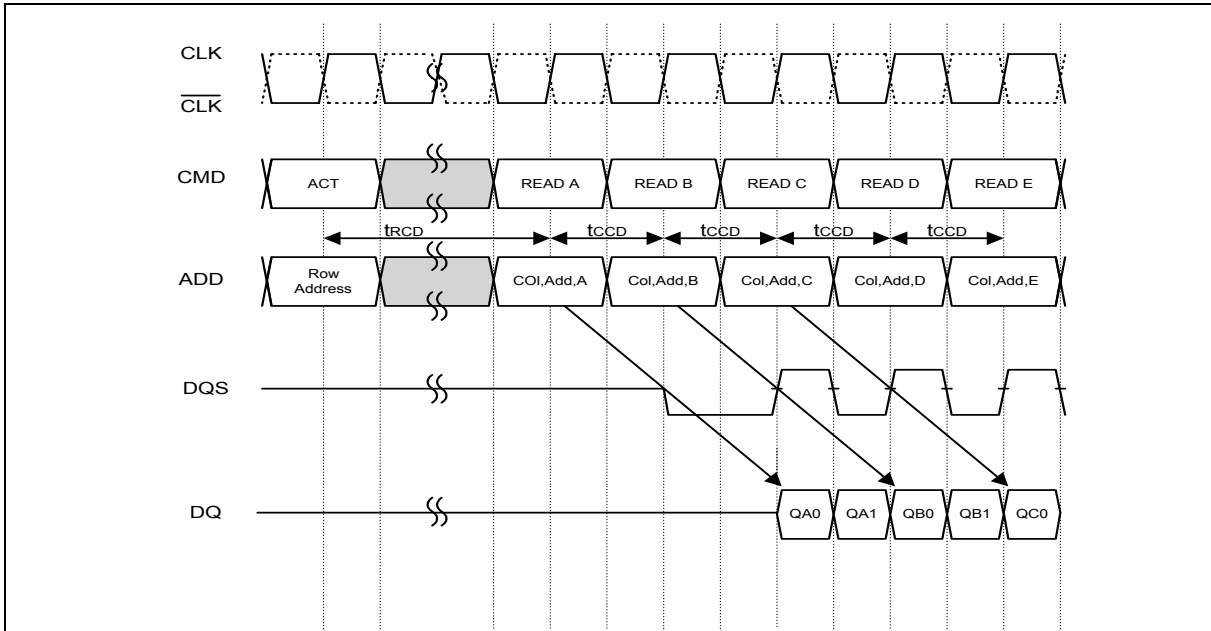 CLK
CLK
CMD
ACT
READ A
READ B
READ C
READ D
READ E
tRCD
tCCD
tCCD
tCCD
tCCD
ADD
Row
Address
COl,Add,A
Col,Add,B
Col,Add,C
Col,Add,D
Col,Add,E
DQS
DQ
QA0
QA1
QB0
QB1
QC0